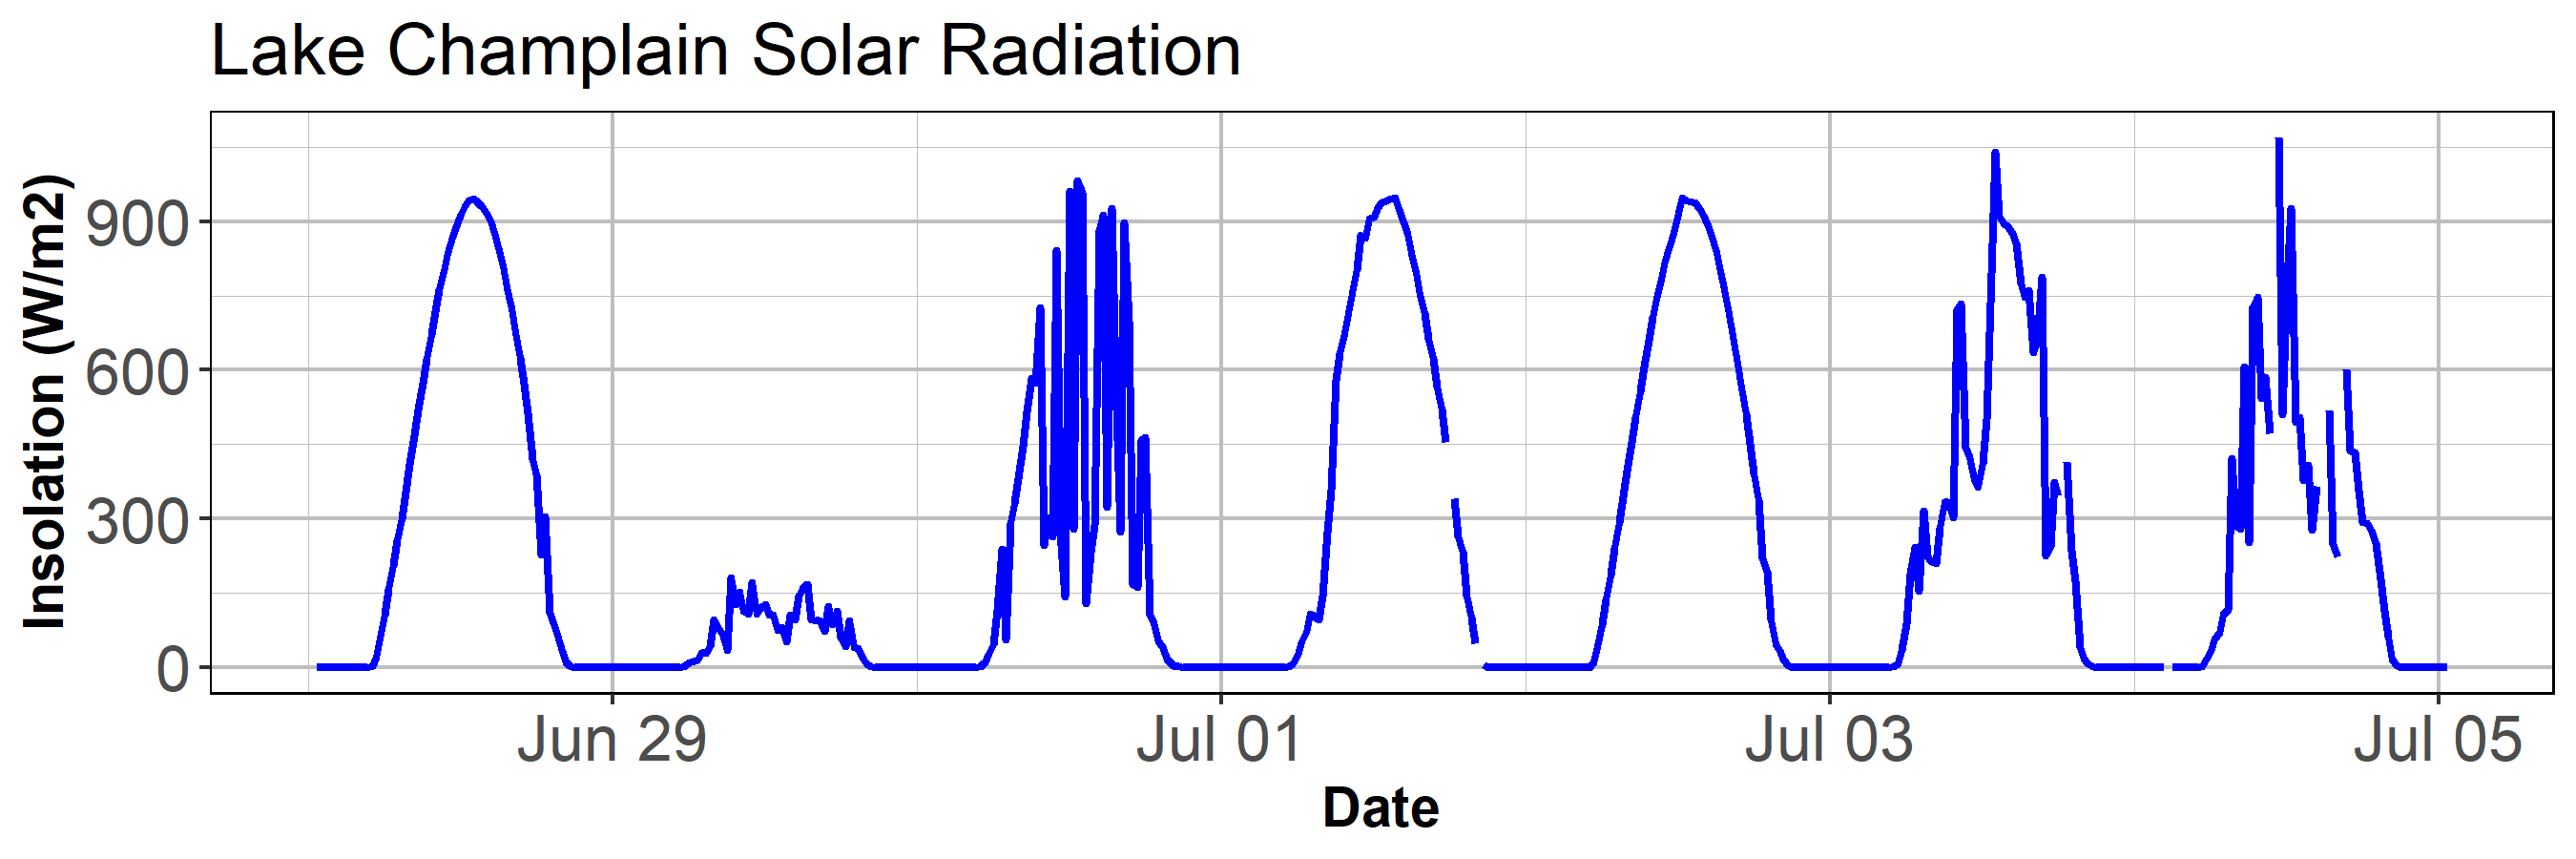 Lake Champlain Solar Radiation
Insolation (W/m2)
900
600
300
0
Jun 29
Jul 01
Jul 03
Jul 05
Date